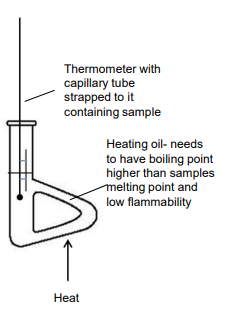 Thermometer with
capillary tube
strapped to it
containing sample
Heating oil- needs
to have boiling point
higher than samples
melting point and
low flammability
Heat